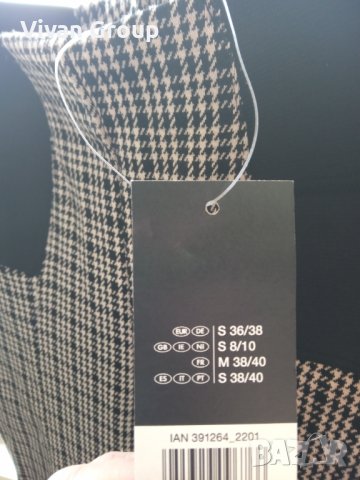 Vivan Group
EUR DE S 36/38
GB IE NI S 8/10
FR M 38/40
ES IT PT S 38/40
IAN 391264_2201
BAZAR